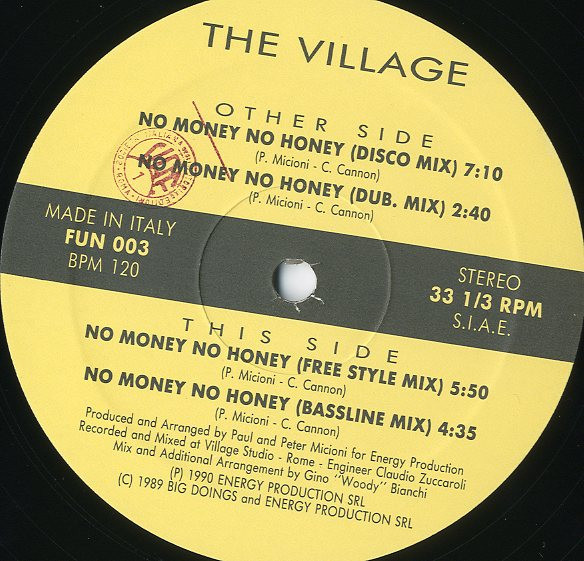 THE VILLAGE
OTHER SIDE
NO MONEY NO HONEY (DISCO MIX) 7:10
(P. Micioni - C. Cannon)
NO MONEY NO HONEY (DUB. MIX) 2:40
(P. Micioni - C. Cannon)
MADE IN ITALY
FUN 003
BPM 120
STEREO
33 1/3 RPM
S.I.A.E.
THIS SIDE
NO MONEY NO HONEY (FREE STYLE MIX) 5:50
(P. Micioni - C. Cannon)
NO MONEY NO HONEY (BASSLINE MIX) 4:35
(P. Micioni - C. Cannon)
Produced and Arranged by Paul and Peter Micioni for Energy Production
Recorded and Mixed at Village Studio - Rome - Engineer Claudio Zuccaroli
Mix and Additional Arrangement by Gino "Woody" Bianchi
(P) 1990 ENERGY PRODUCTION SRL
(C) 1989 BIG DOINGS and ENERGY PRODUCTION SRL